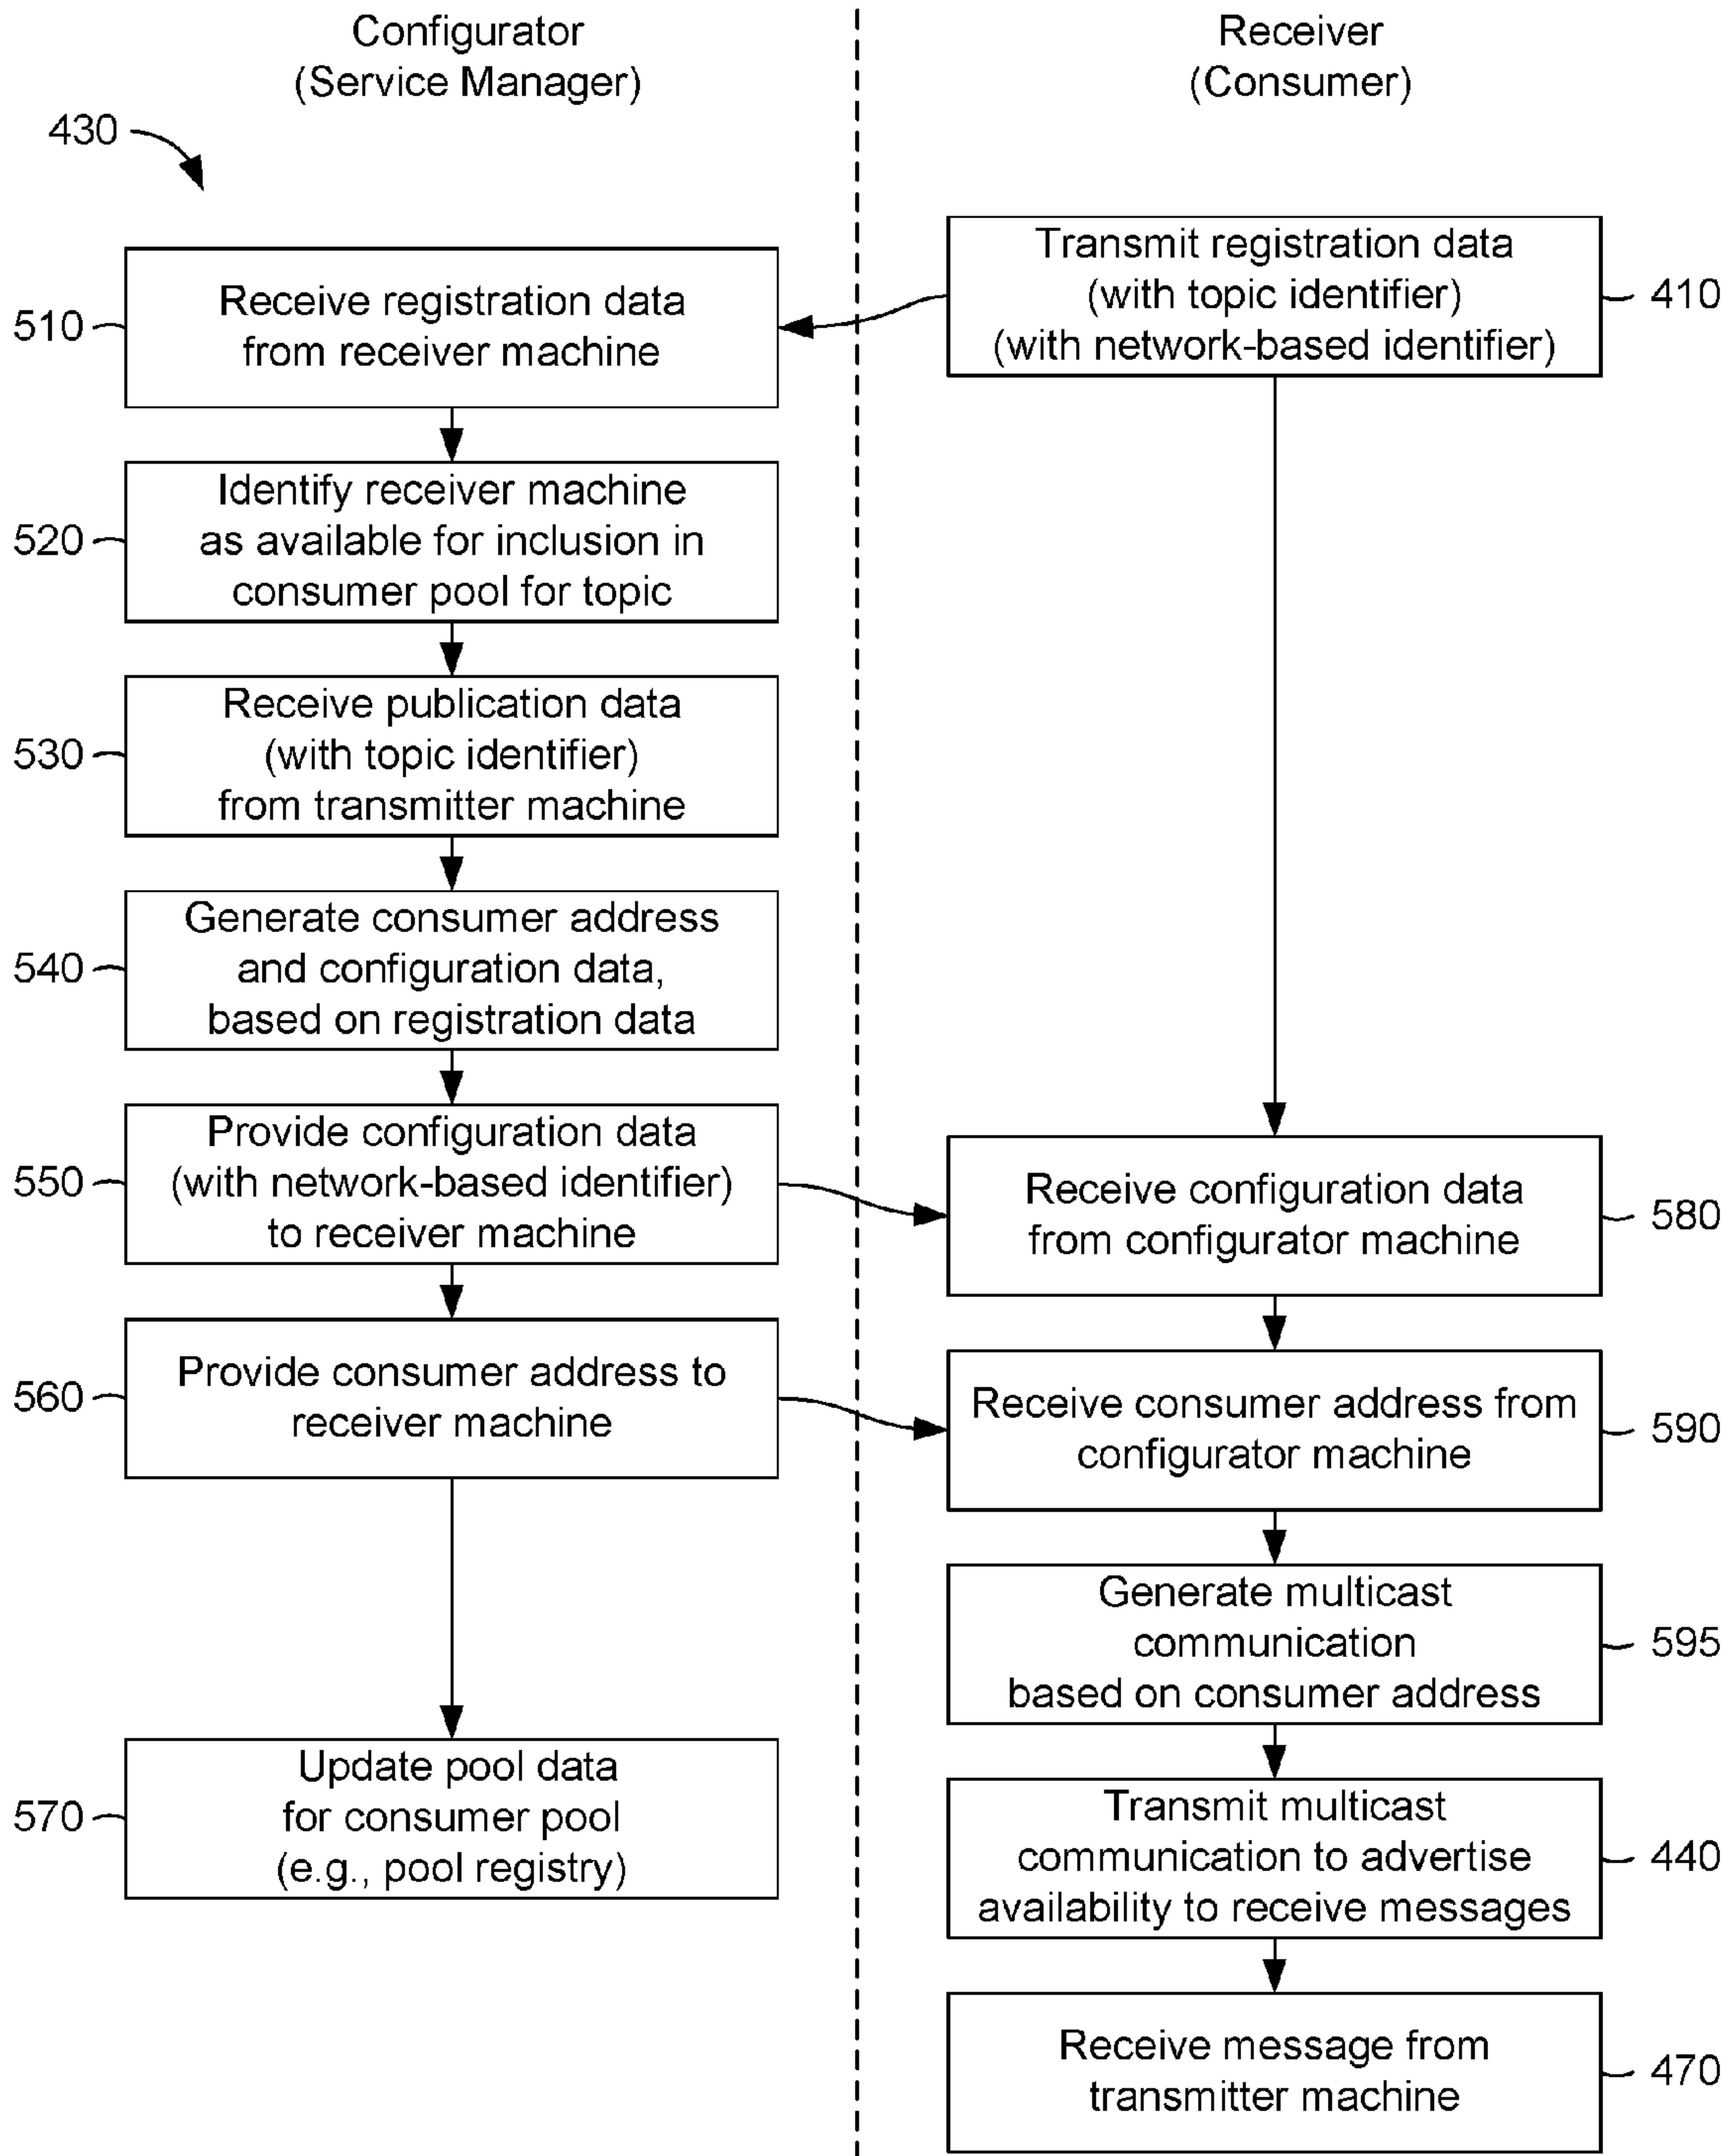 Configurator
(Service Manager)
Receiver
(Consumer)
430
Transmit registration data
(with topic identifier)
(with network-based identifier)
410
510
Receive registration data
from receiver machine
520
Identify receiver machine
as available for inclusion in
consumer pool for topic
530
Receive publication data
(with topic identifier)
from transmitter machine
540
Generate consumer address
and configuration data,
based on registration data
550
Provide configuration data
(with network-based identifier)
to receiver machine
Receive configuration data
from configurator machine
580
560
Provide consumer address to
receiver machine
Receive consumer address from
configurator machine
590
Generate multicast
communication
based on consumer address
595
570
Update pool data
for consumer pool
(e.g., pool registry)
Transmit multicast
communication to advertise
availability to receive messages
440
Receive message from
transmitter machine
470